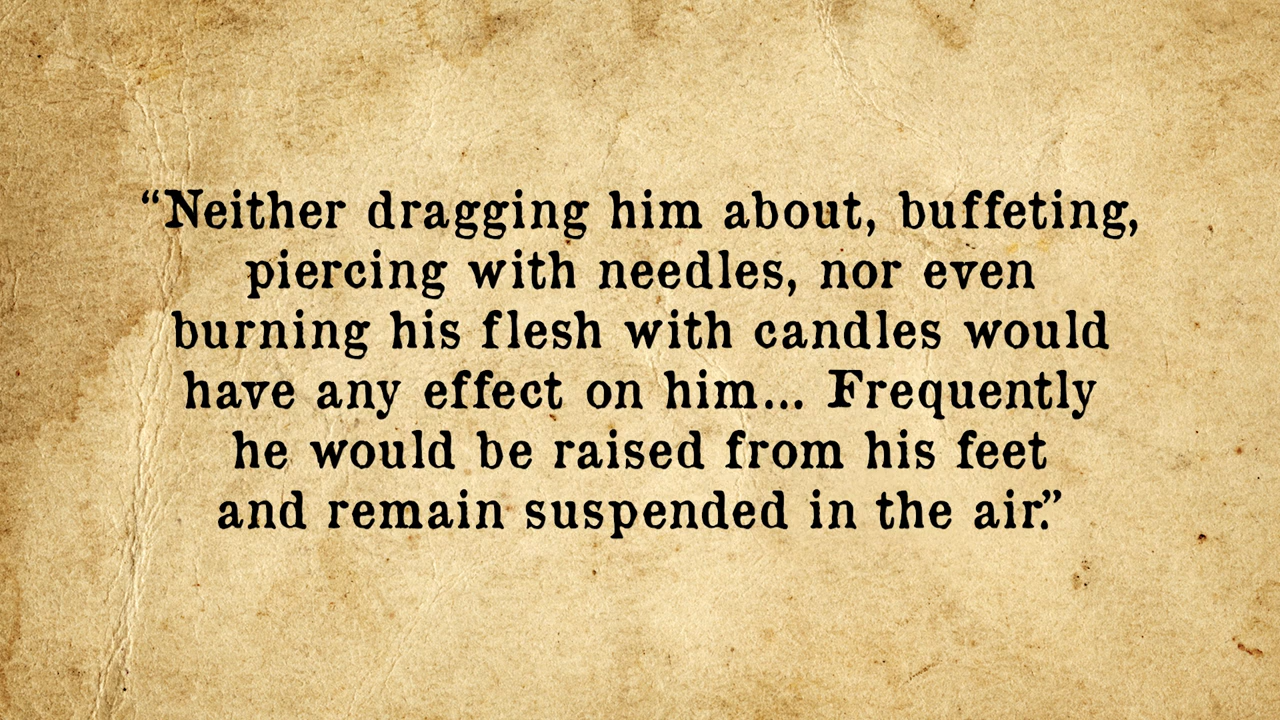 “Neither dragging him about, buffeting,
piercing with needles, nor even
burning his flesh with candles would
have any effect on him... Frequently
he would be raised from his feet
and remain suspended in the air.”